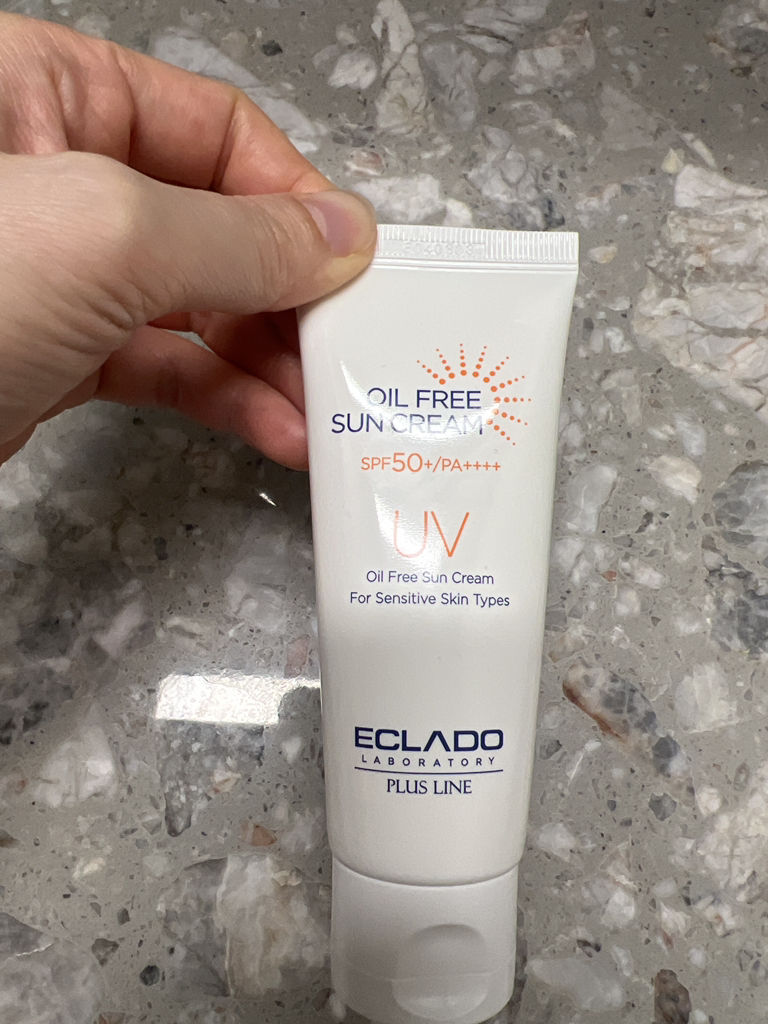 OIL FREE
SUN CREAM
SPF50+/PA++++
UV
Oil Free Sun Cream
For Sensitive Skin Types
ECLADO
LABORATORY
PLUS LINE